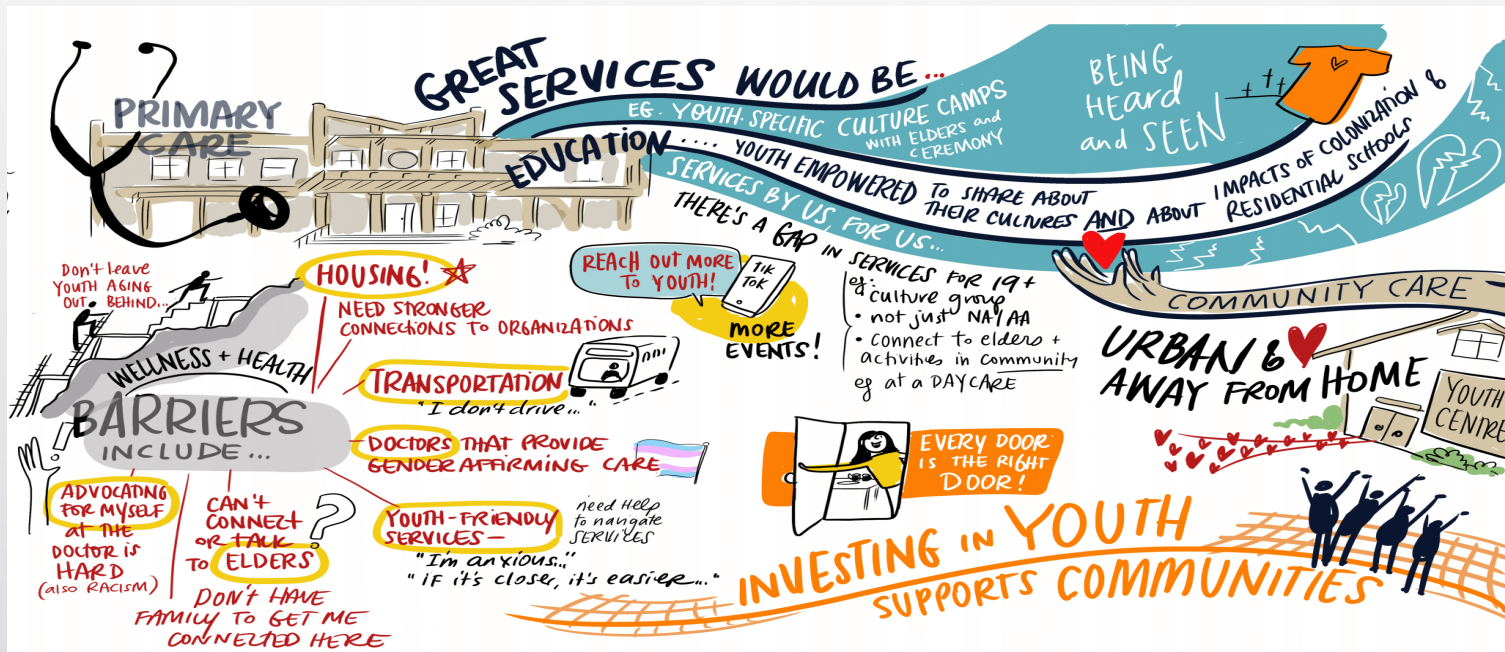 PRIMARY
CARE
GREAT
SERVICES WOULD BE...
EG. YOUTH-SPECIFIC CULTURE CAMPS
WITH ELDERS and
CEREMONY
BEING
HEARD
and SEEN
EDUCATION.... YOUTH EMPOWERED TO SHARE ABOUT
THEIR CULTURES AND ABOUT IMPACTS OF COLONIZATION &
RESIDENTIAL SCHOOLS
SERVICES BY US, FOR US...
THERE'S A GAP IN SERVICES FOR 19+
eg:
culture group
• not just NA/AA
• connect to elders +
activities in community
eg at a DAYCARE
REACH OUT MORE
TO YOUTH!
TIK
TOK
MORE
EVENTS!
COMMUNITY CARE
URBAN &
AWAY FROM HOME
YOUTH
CENTRE
Don't leave
YOUTH AGING
OUT BEHIND...
WELLNESS + HEALTH
BARRIERS
INCLUDE...
HOUSING!
NEED STRONGER
CONNECTIONS TO ORGANIZATIONS
TRANSPORTATION
"I don't drive..."
DOCTORS THAT PROVIDE
GENDER AFFIRMING CARE
YOUTH-FRIENDLY
SERVICES—
need Help
to navigate
SERVICES
"I'm anxious..."
"if it's closer, it's easier..."
ADVOCATING
FOR MYSELF
at THE
DOCTOR is
HARD
(also RACISM)
CAN'T
CONNECT
OR TALK
TO ELDERS
?
DON'T HAVE
FAMILY TO GET ME
CONNECTED HERE
EVERY DOOR
IS THE RIGHT
DOOR!
INVESTING IN YOUTH
SUPPORTS COMMUNITIES